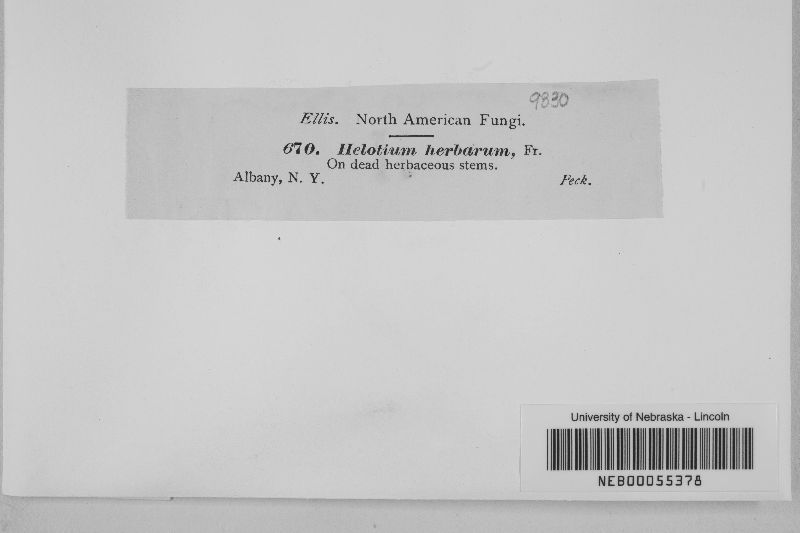 9830
Ellis. North American Fungi.
670. Helotium herbarum, Fr.
On dead herbaceous stems.
Albany, N. Y. Peck.
University of Nebraska - Lincoln
NEB00055378